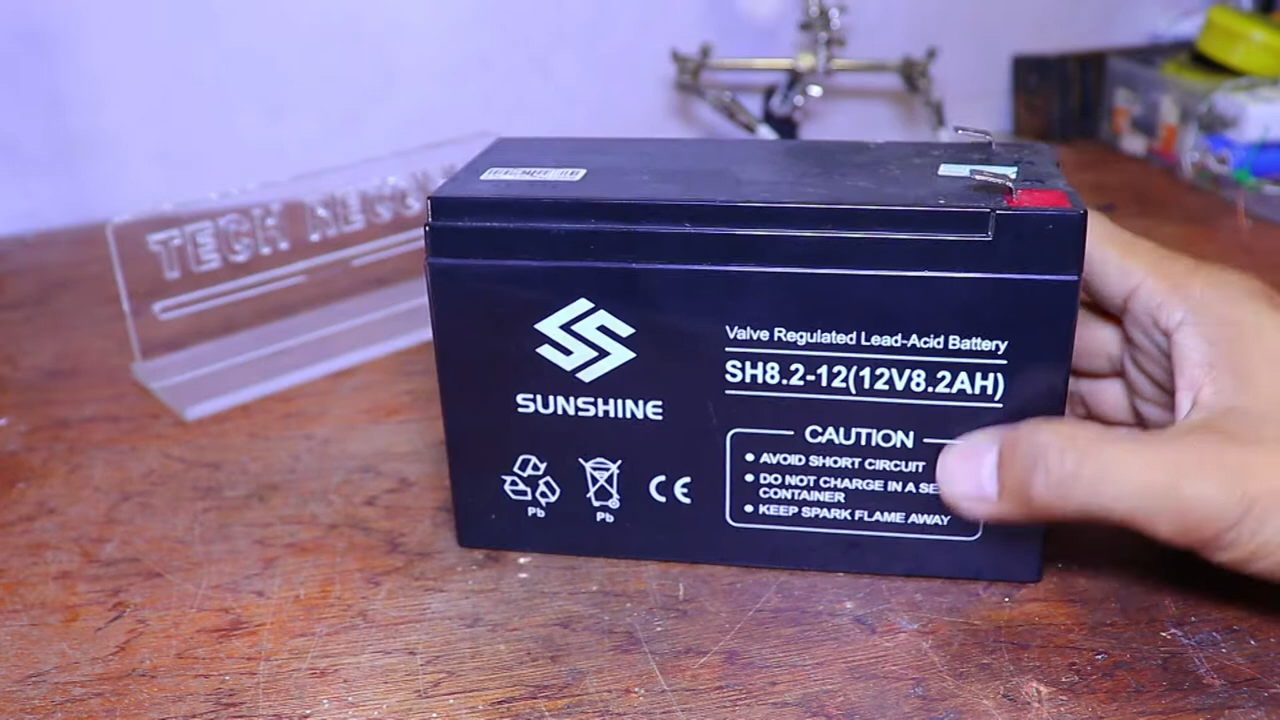 TECH
SUNSHINE
Pb
Pb
CE
Valve Regulated Lead-Acid Battery
SH8.2-12(12V8.2AH)
CAUTION
• AVOID SHORT CIRCUIT
• DO NOT CHARGE IN A
CONTAINER
• KEEP SPARK FLAME AWAY